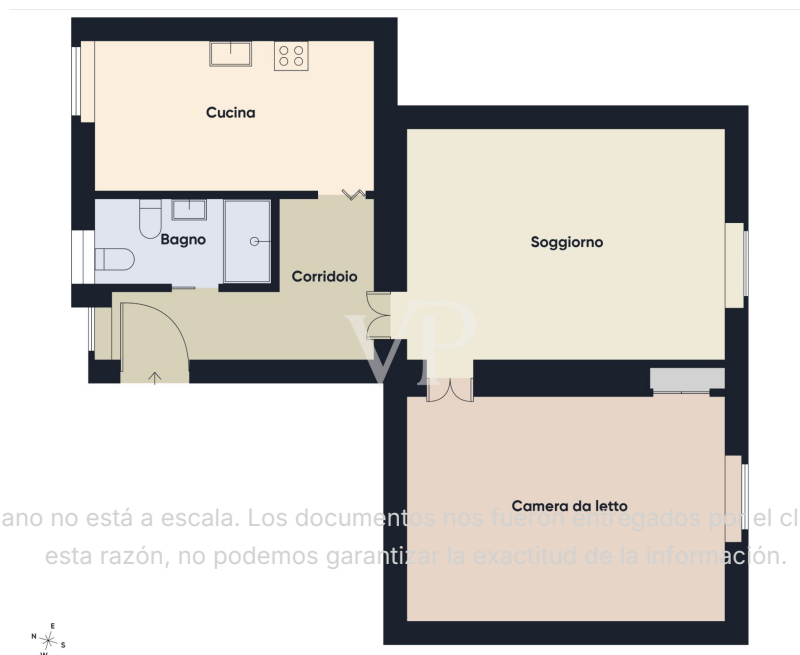 Cucina
Bagno
Soggiorno
Corridoio
VP
Camera da letto
ano no está a escala. Los documentos nos fueron entregados por el cl
esta razón, no podemos garantizar la exactitud de la información.
E
N
S
W